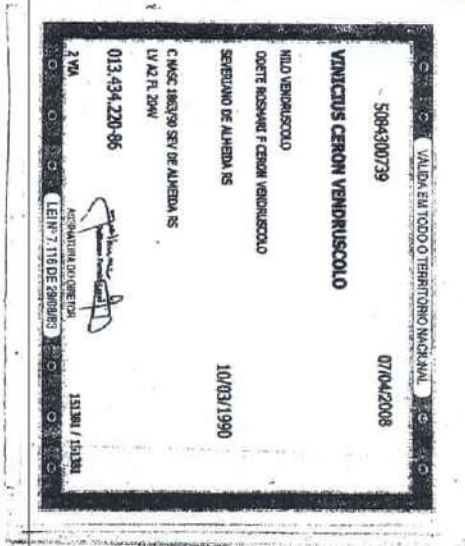 VÁLIDA EM TODO O TERRITÓRIO NACIONAL
5084300739 07/04/2008
VINICIUS CERON VENDRUSCOLO
NILO VENDRUSCOLO
ODETE ROSMARI F CERON VENDRUSCOLO
SEVERIANO DE ALMEIDA RS 10/03/1990
C NASC 1863/90 SEV DE ALMEIDA RS
LV A2 FL 204V
013.434.220-86
2 VIA ASSINATURA DO DIRETOR 151381 / 151381
LEI Nº 7.116 DE 29/08/83